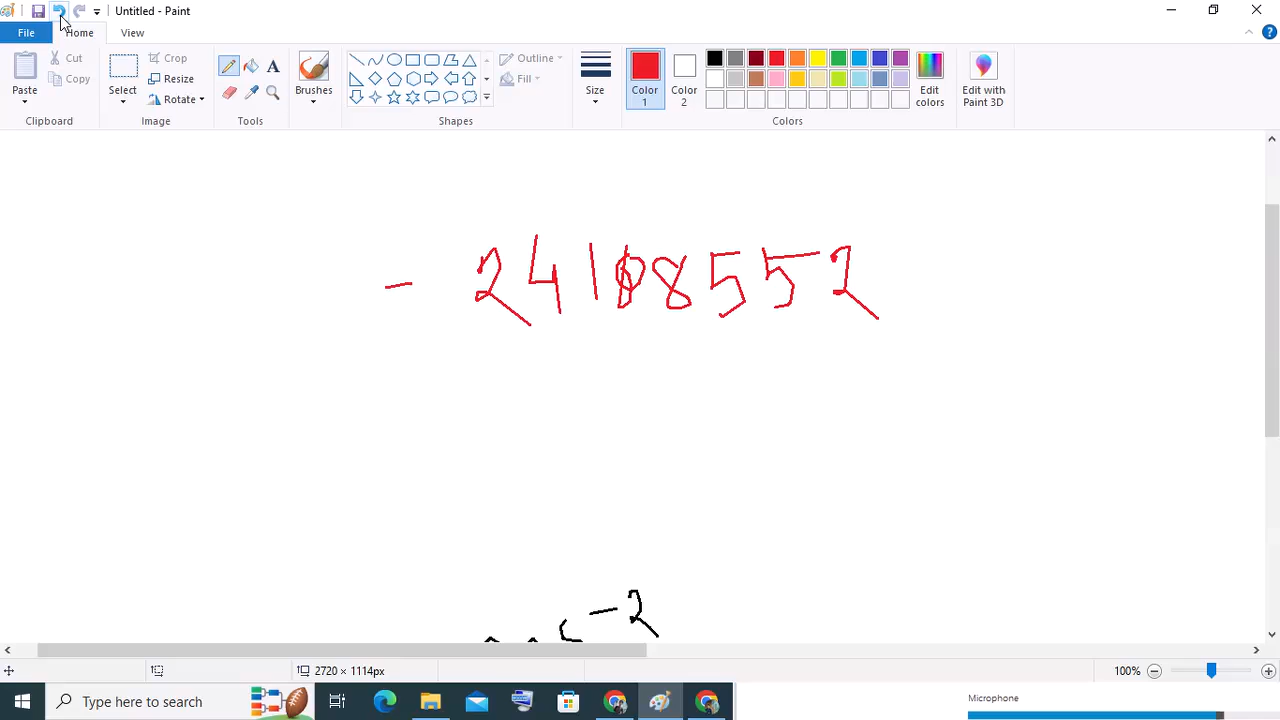 Untitled - Paint
File Home View
Paste Cut Copy Clipboard
Select Crop Resize Rotate Image
Tools
Brushes
Outline Fill Shapes
Size
Color 1 Color 2 Edit colors Colors
Edit with Paint 3D
- 24108552
-2
2720 × 1114px 100%
Type here to search
Microphone